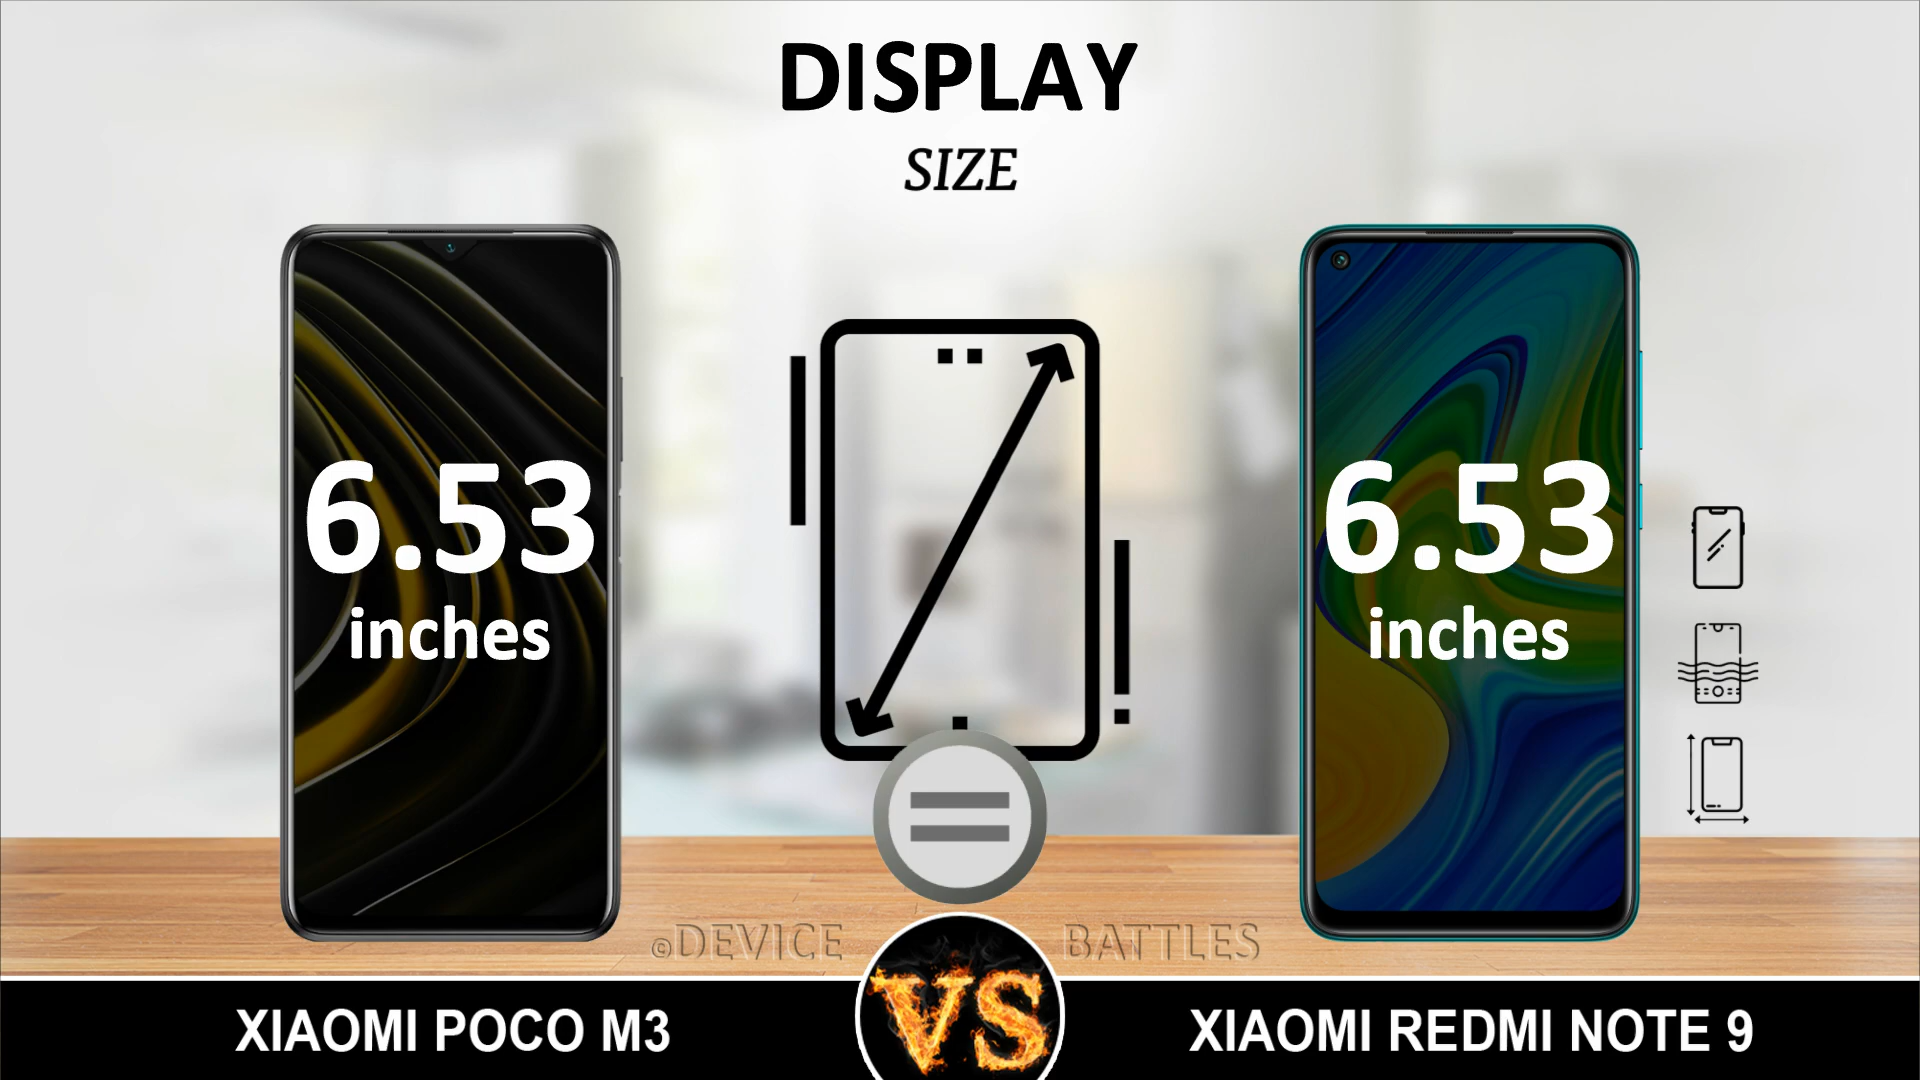 DISPLAY
SIZE
6.53
inches
6.53
inches
©DEVICE BATTLES
XIAOMI POCO M3
VS
XIAOMI REDMI NOTE 9